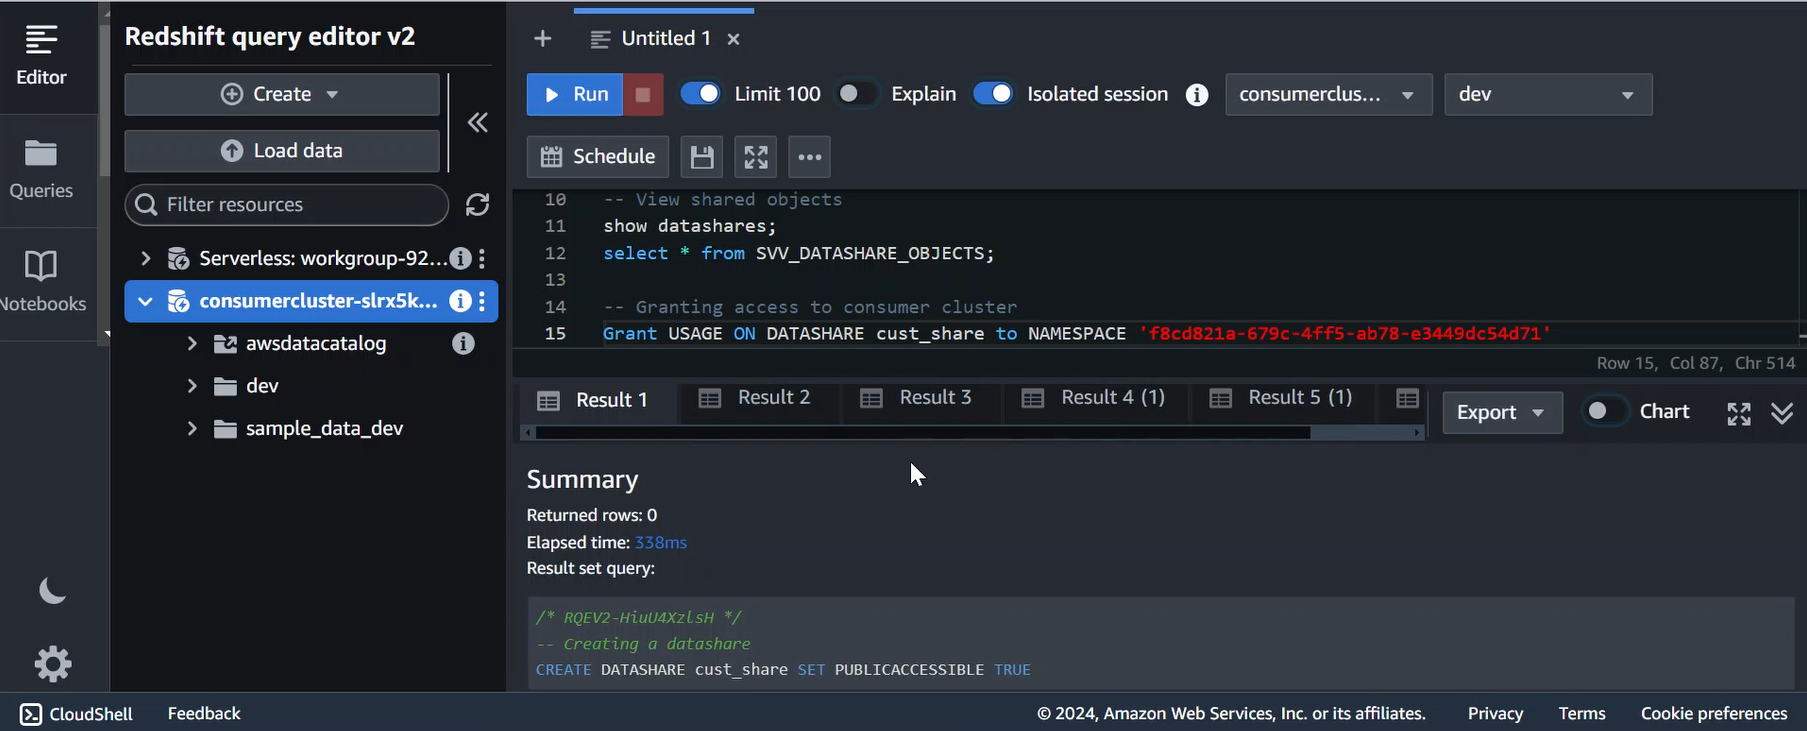 Editor
Queries
Notebooks
Redshift query editor v2
Create
Load data
Filter resources
Serverless: workgroup-92...
consumercluster-slrx5k...
awsdatacatalog
dev
sample_data_dev
Untitled 1
Run
Limit 100
Explain
Isolated session
consumerclus...
dev
Schedule
10 -- View shared objects
11 show datashares;
12 select * from SVV_DATASHARE_OBJECTS;
13
14 -- Granting access to consumer cluster
15 Grant USAGE ON DATASHARE cust_share to NAMESPACE 'f8cd821a-679c-4ff5-ab78-e3449dc54d71'
Row 15, Col 87, Chr 514
Result 1
Result 2
Result 3
Result 4 (1)
Result 5 (1)
Export
Chart
Summary
Returned rows: 0
Elapsed time: 338ms
Result set query:
/* RQEV2-HiuU4XzlsH */
-- Creating a datashare
CREATE DATASHARE cust_share SET PUBLICACCESSIBLE TRUE
CloudShell
Feedback
© 2024, Amazon Web Services, Inc. or its affiliates.
Privacy
Terms
Cookie preferences